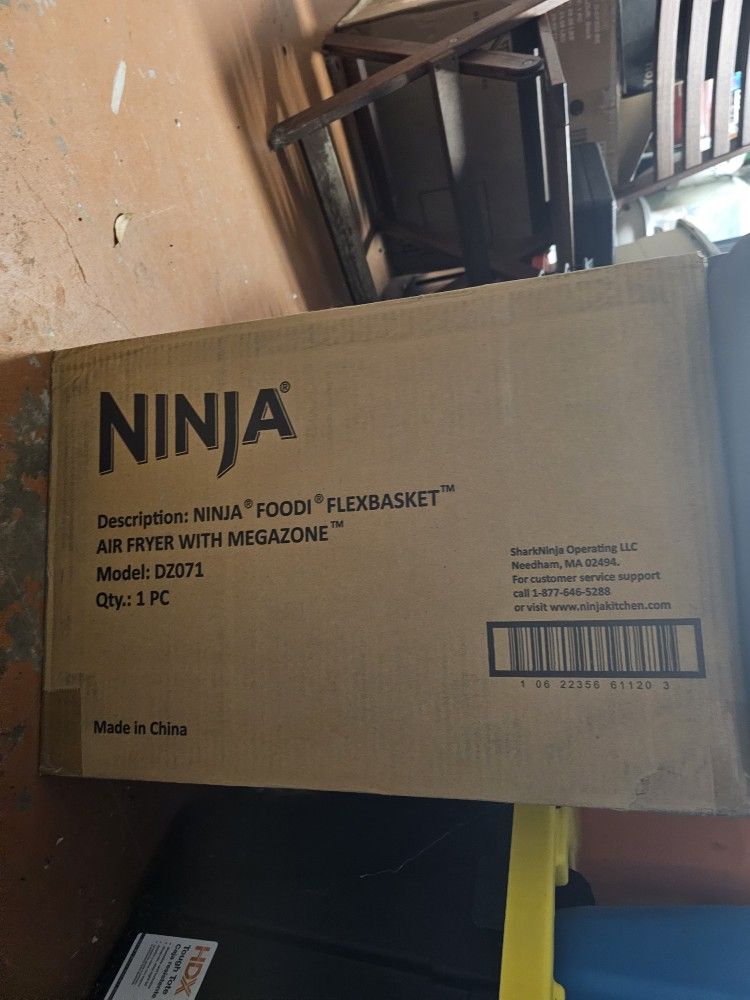 NINJA®
Description: NINJA® FOODI® FLEXBASKET™
AIR FRYER WITH MEGAZONE™
Model: DZ071
Qty.: 1 PC
SharkNinja Operating LLC
Needham, MA 02494.
For customer service support
call 1-877-646-5288
or visit www.ninjakitchen.com
1 06 22356 61120 3
Made in China
HDX
Tough Tote